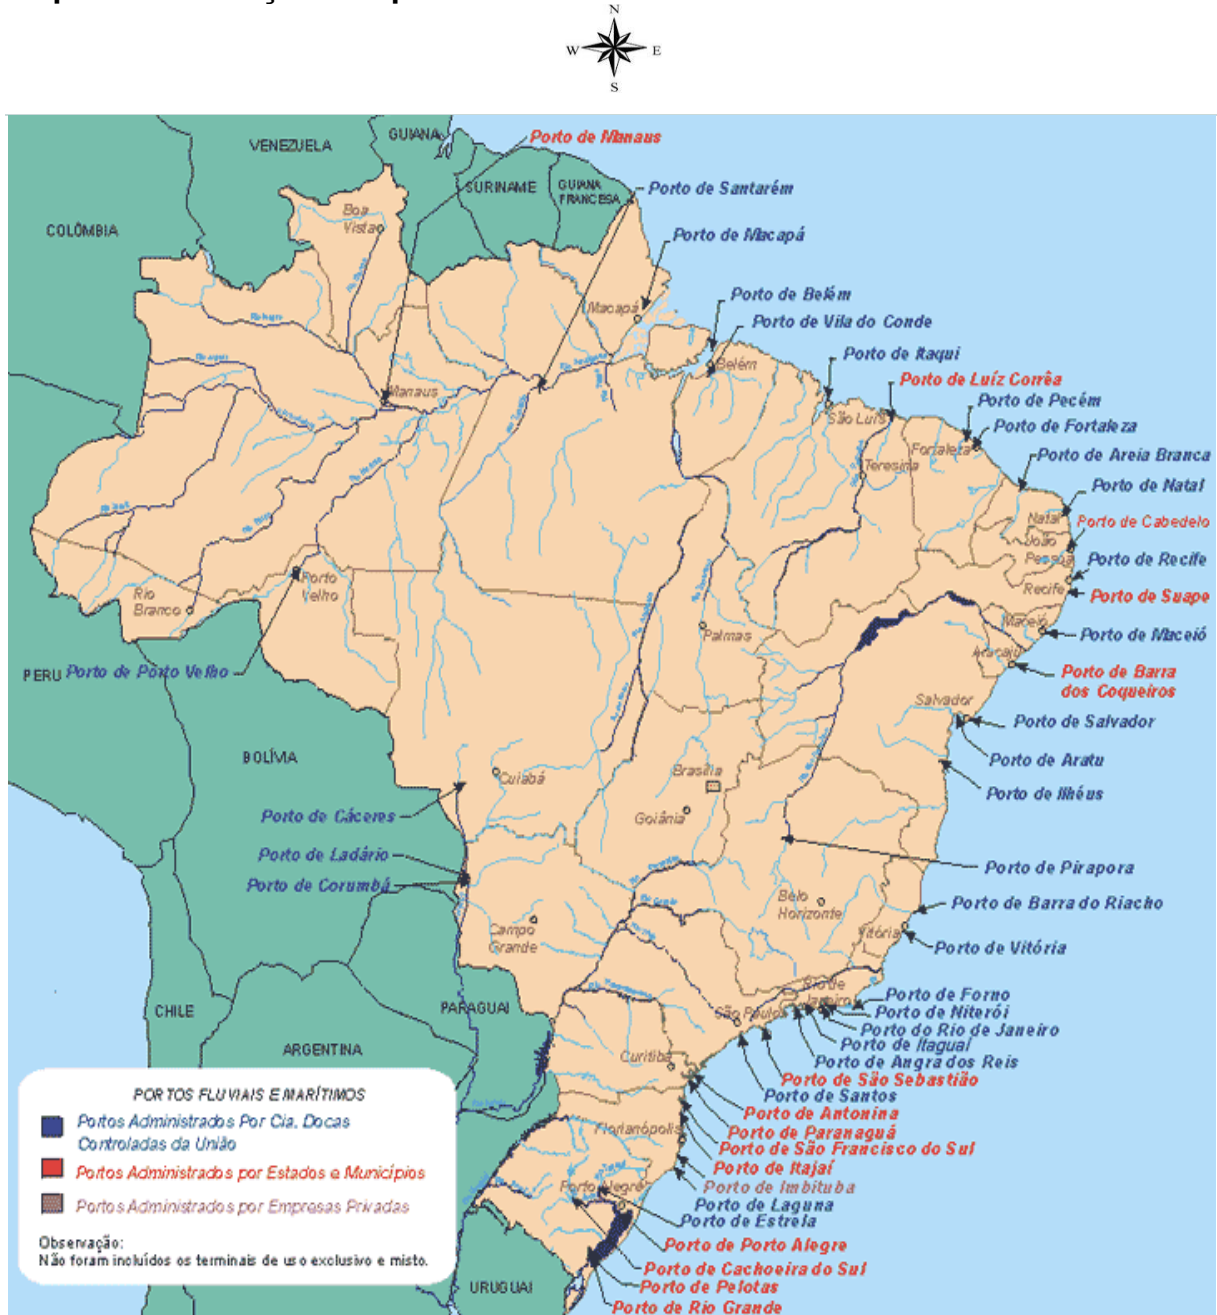 N
W E
S
Porto de Manaus
VENEZUELA
GUIANA
SURINAME
GUIANA
FRANCESA
Porto de Santarém
COLÔMBIA
Boa
Vista
Porto de Macapá
Macapá
Porto de Belém
Porto de Vila do Conde
Belém
Porto de Itaqui
Manaus
Porto de Luíz Corrêa
Porto de Pecém
São Luís
Porto de Fortaleza
Fortaleza
Porto de Areia Branca
Teresina
Porto de Natal
Natal
Porto de Cabedelo
João
Pessoa
Porto de Recife
Recife
Porto de Suape
Porto
Velho
Rio
Branco
Maceió
Porto de Maceió
Palmas
Aracaju
PERU
Porto de Porto Velho
Porto de Barra
dos Coqueiros
Salvador
Porto de Salvador
BOLÍVIA
Porto de Aratu
Cuiabá
Brasília
Porto de Ilhéus
Porto de Cáceres
Goiânia
Porto de Ladário
Porto de Corumbá
Porto de Pirapora
Belo
Horizonte
Porto de Barra do Riacho
Campo
Grande
Vitória
Porto de Vitória
CHILE
PARAGUAI
Rio de
Janeiro
Porto de Forno
São Paulo
Porto de Niterói
Porto do Rio de Janeiro
Porto de Itaguaí
ARGENTINA
Curitiba
Porto de Angra dos Reis
Porto de São Sebastião
Porto de Santos
Porto de Antonina
Florianópolis
Porto de Paranaguá
Porto de São Francisco do Sul
Porto de Itajaí
Porto Alegre
Porto de Imbituba
Porto de Laguna
Porto de Estrela
Porto de Porto Alegre
Porto de Cachoeira do Sul
URUGUAI
Porto de Pelotas
Porto de Rio Grande
PORTOS FLUVIAIS E MARÍTIMOS
Portos Administrados Por Cia. Docas
Controladas da União
Portos Administrados por Estados e Municípios
Portos Administrados por Empresas Privadas
Observação:
Não foram incluídos os terminais de uso exclusivo e misto.